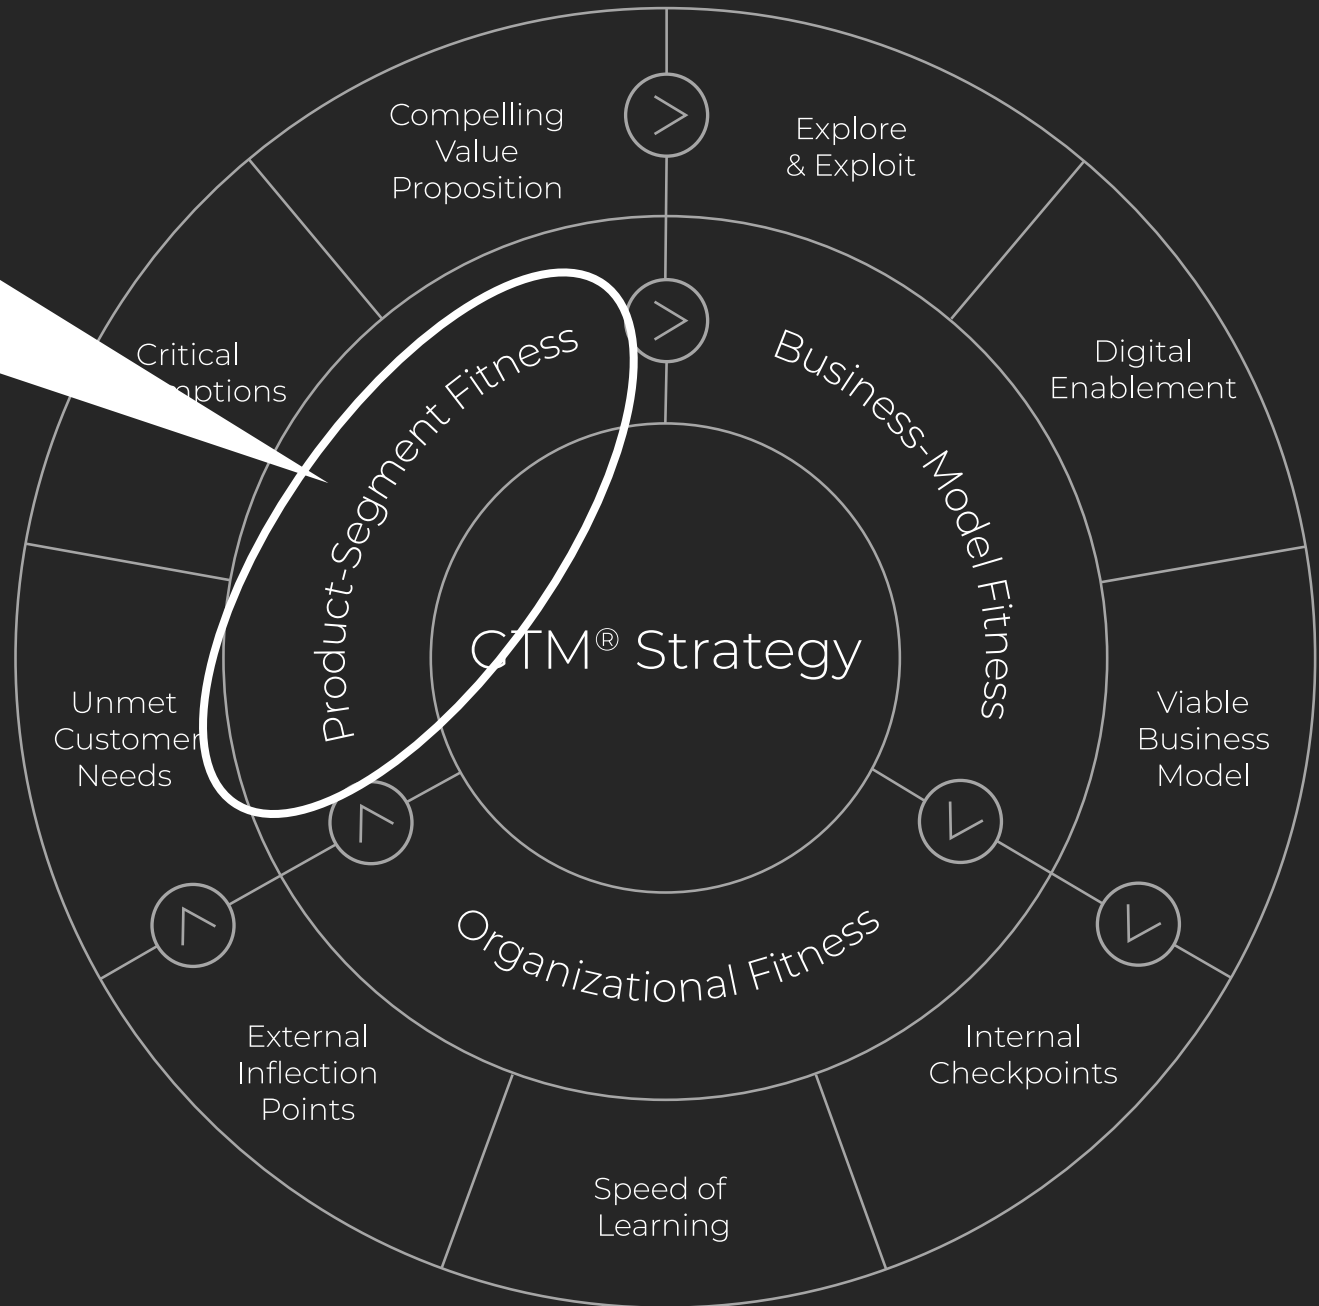 Compelling
Value
Proposition
Explore
& Exploit
Critical
Digital
Enablement
Product-Segment Fitness
Business-Model Fitness
CTM® Strategy
Unmet
Customer
Needs
Viable
Business
Model
Organizational Fitness
External
Inflection
Points
Internal
Checkpoints
Speed of
Learning